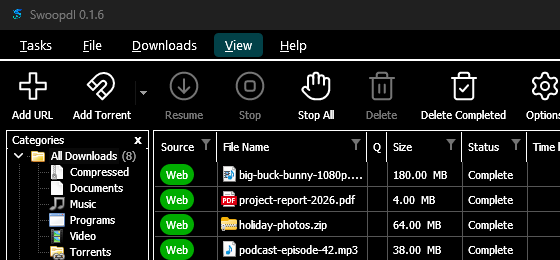 Swoopdl 0.1.6
Tasks File Downloads View Help
Add URL Add Torrent Resume Stop Stop All Delete Delete Completed Options
Categories x Source File Name Q Size Status Time l
All Downloads (8)
Compressed
Documents
Music
Programs
Video
Torrents
Web big-buck-bunny-1080p.... 180.00 MB Complete
Web PDF project-report-2026.pdf 4.00 MB Complete
Web holiday-photos.zip 64.00 MB Complete
Web podcast-episode-42.mp3 38.00 MB Complete